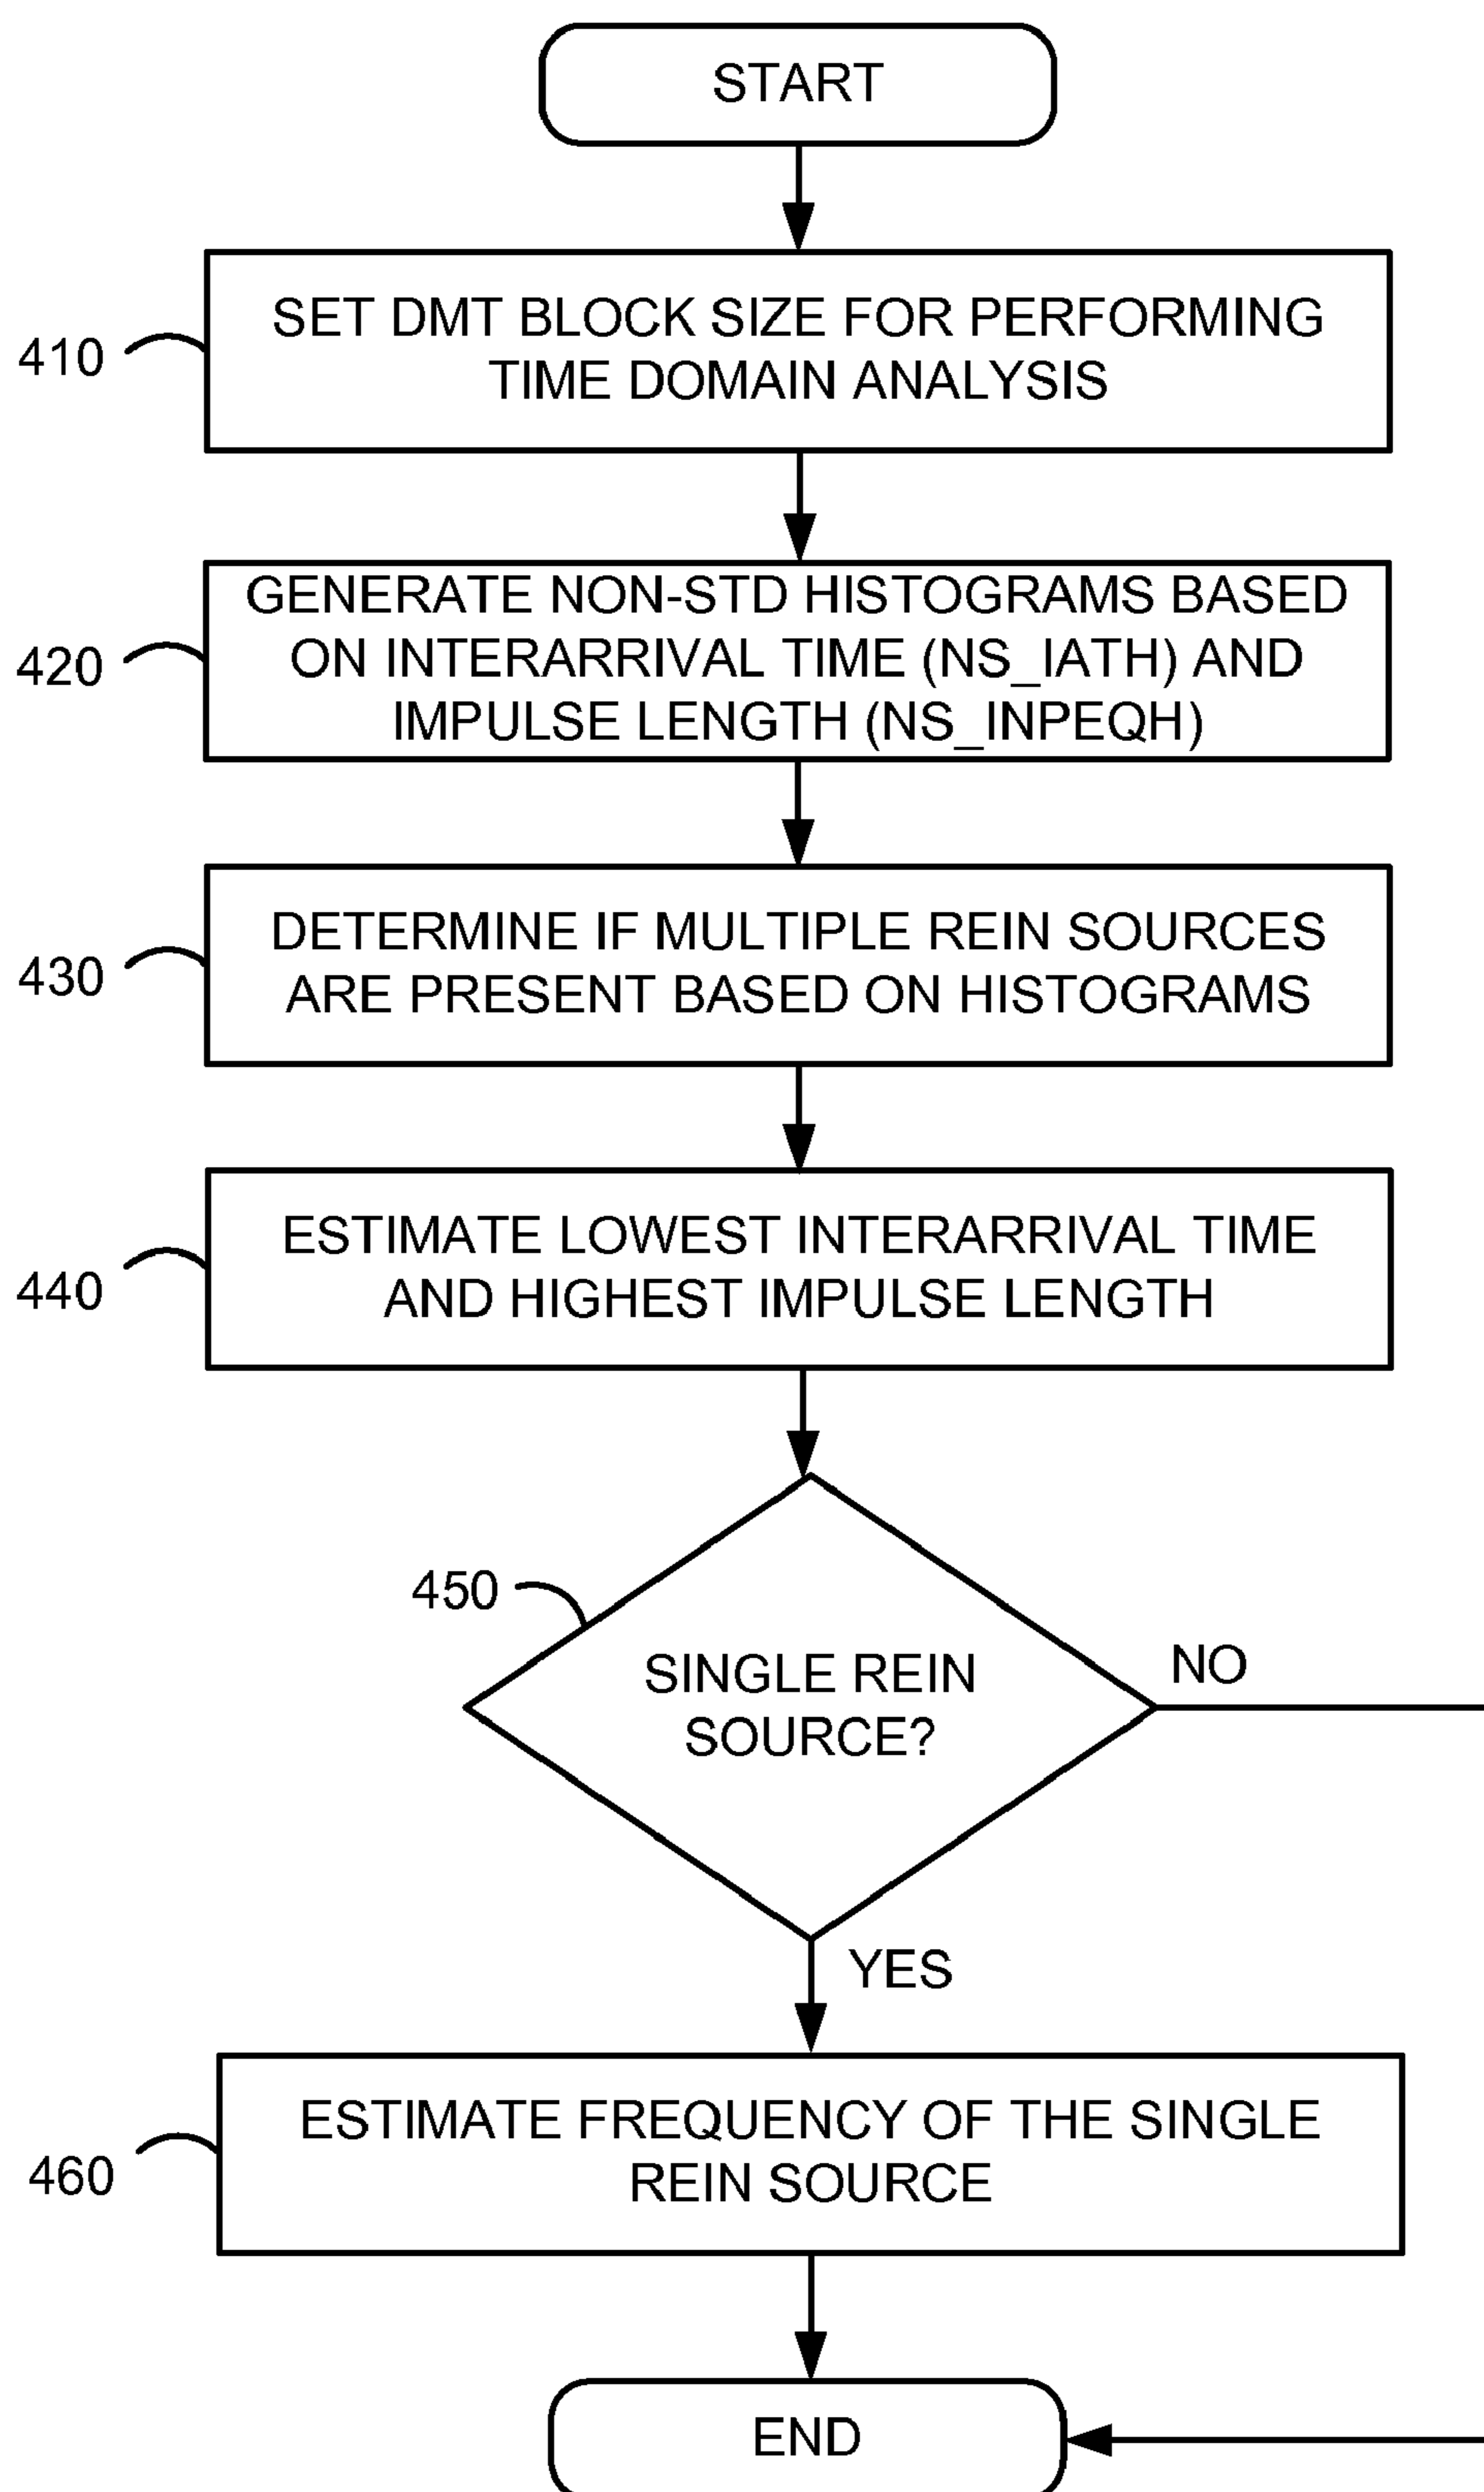 START
410
SET DMT BLOCK SIZE FOR PERFORMING
TIME DOMAIN ANALYSIS
420
GENERATE NON-STD HISTOGRAMS BASED
ON INTERARRIVAL TIME (NS_IATH) AND
IMPULSE LENGTH (NS_INPEQH)
430
DETERMINE IF MULTIPLE REIN SOURCES
ARE PRESENT BASED ON HISTOGRAMS
440
ESTIMATE LOWEST INTERARRIVAL TIME
AND HIGHEST IMPULSE LENGTH
450
SINGLE REIN
SOURCE?
NO
YES
460
ESTIMATE FREQUENCY OF THE SINGLE
REIN SOURCE
END